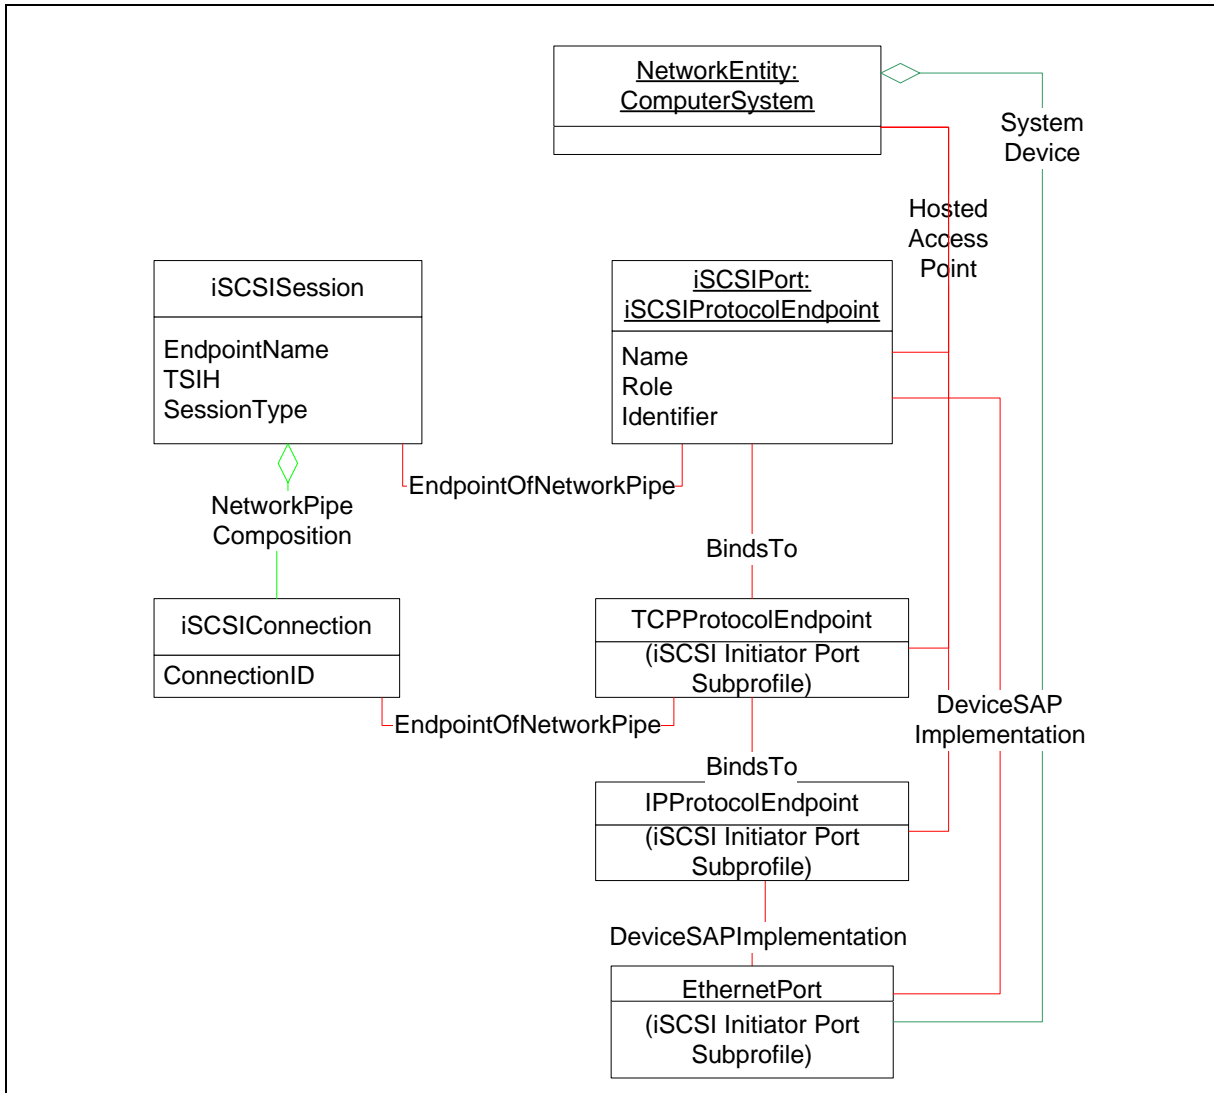 NetworkEntity:
ComputerSystem
System
Device
Hosted
Access
Point
iSCSISession
EndpointName
TSIH
SessionType
iSCSIPort:
iSCSIProtocolEndpoint
Name
Role
Identifier
EndpointOfNetworkPipe
NetworkPipe
Composition
BindsTo
iSCSIConnection
ConnectionID
TCPProtocolEndpoint
(iSCSI Initiator Port
Subprofile)
EndpointOfNetworkPipe
DeviceSAP
Implementation
BindsTo
IPProtocolEndpoint
(iSCSI Initiator Port
Subprofile)
DeviceSAPImplementation
EthernetPort
(iSCSI Initiator Port
Subprofile)